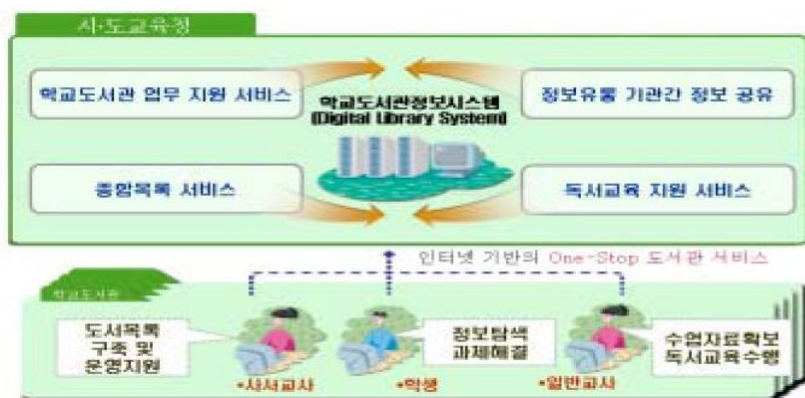 시·도교육청
학교도서관 업무 지원 서비스
정보유통 기관간 정보 공유
학교도서관정보시스템
(Digital Library System)
종합목록 서비스
독서교육 지원 서비스
인터넷 기반의 One-Stop 도서관 서비스
학교도서관
도서목록
구축 및
운영지원
정보탐색
과제해결
수업자료확보
독서교육수행
•사서교사
•학생
•일반교사